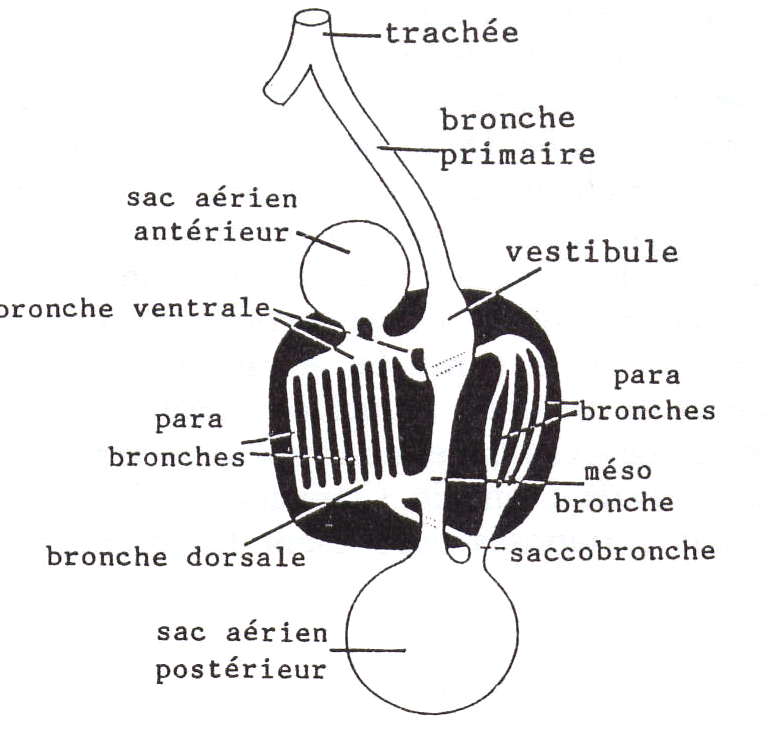 trachée
bronche
primaire
sac aérien
antérieur
vestibule
bronche ventrale
para
bronches
para
bronches
méso
bronche
bronche dorsale
saccobronche
sac aérien
postérieur